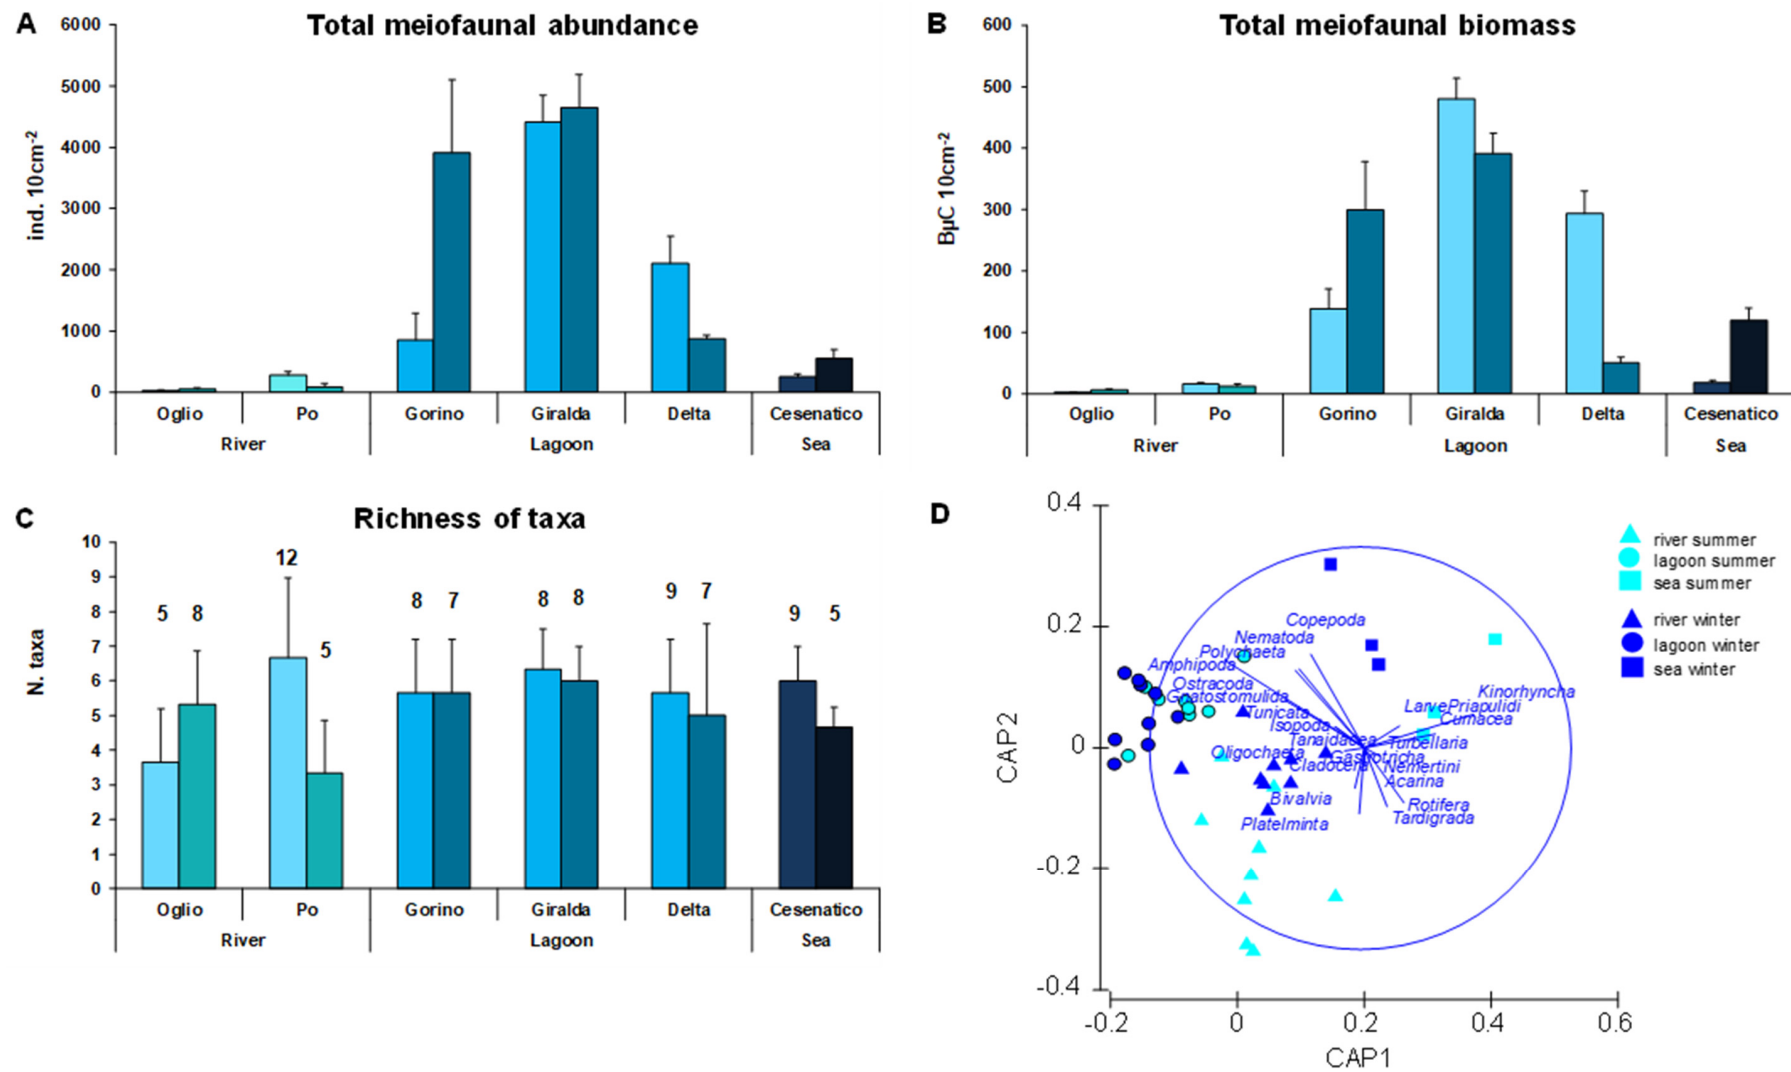 A
Total meiofaunal abundance
6000
5000
4000
3000
2000
1000
0
ind. 10cm-2
Oglio Po Gorino Giralda Delta Cesenatico
River Lagoon Sea
B
Total meiofaunal biomass
600
500
400
300
200
100
0
BµC 10cm-2
Oglio Po Gorino Giralda Delta Cesenatico
River Lagoon Sea
C
Richness of taxa
10
9
8
7
6
5
4
3
2
1
0
N. taxa
5 8 12 5 8 7 8 8 9 7 9 5
Oglio Po Gorino Giralda Delta Cesenatico
River Lagoon Sea
D
0.4
0.2
0
-0.2
-0.4
CAP2
Copepoda
Nematoda
Polychaeta
Amphipoda
Ostracoda
Gnatostomulida
Tunicata
Isopoda
Tanaidacea
Oligochaeta
Cladocera
Gastrotricha
Kinorhyncha
LarvePriapulidi
Cumacea
Turbellaria
Nemertini
Acarina
Bivalvia
Rotifera
Platelminta
Tardigrada
river summer
lagoon summer
sea summer
river winter
lagoon winter
sea winter
-0.2 0 0.2 0.4 0.6
CAP1